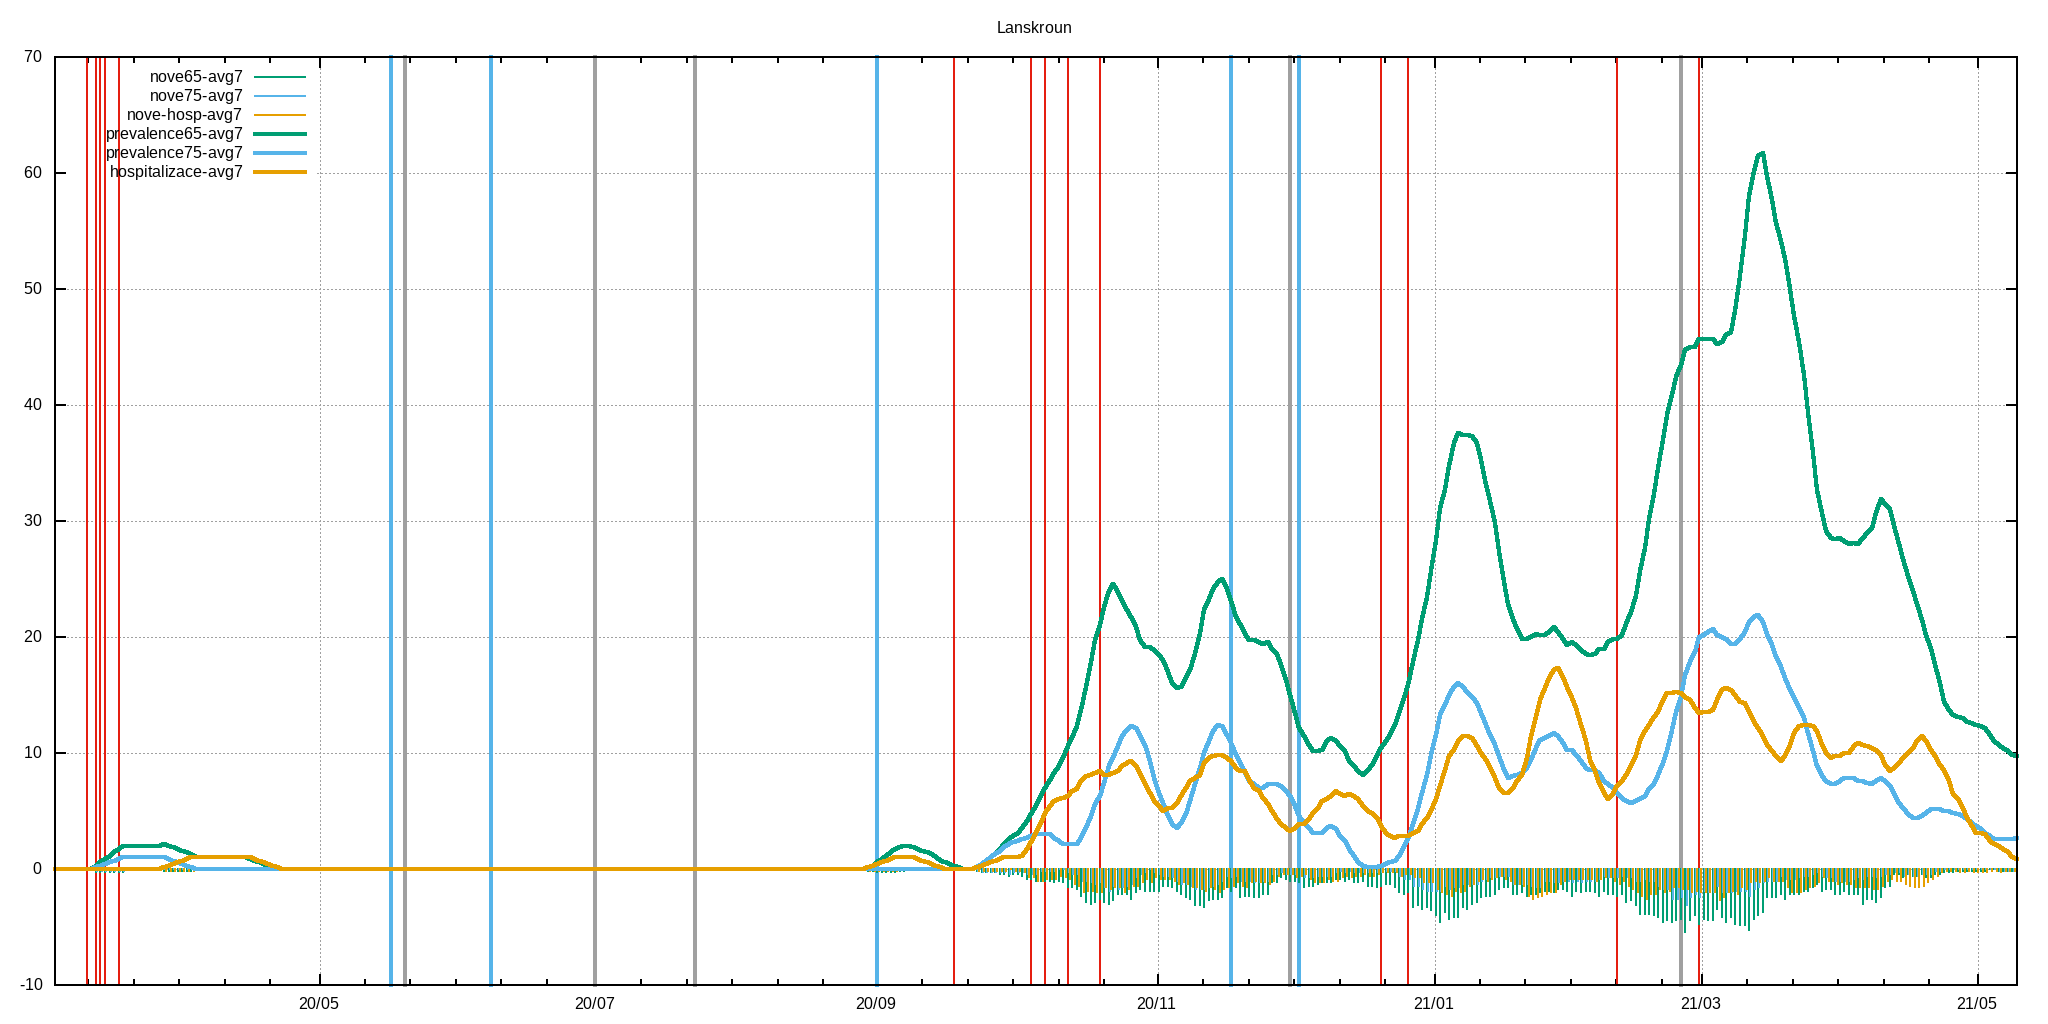 Lanskroun
70
60
50
40
30
20
10
0
-10
nove65-avg7
nove75-avg7
nove-hosp-avg7
prevalence65-avg7
prevalence75-avg7
hospitalizace-avg7
20/05 20/07 20/09 20/11 21/01 21/03 21/05